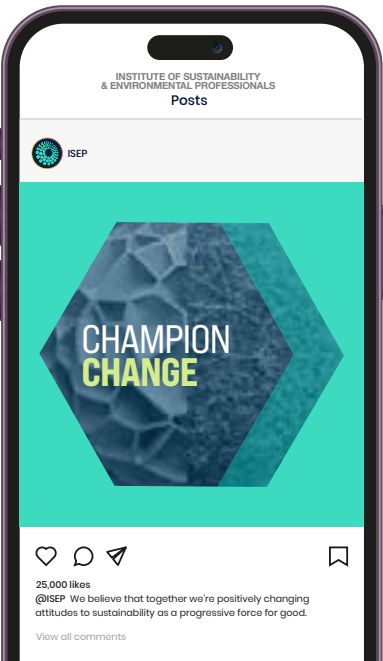 INSTITUTE OF SUSTAINABILITY
& ENVIRONMENTAL PROFESSIONALS
Posts
ISEP
CHAMPION
CHANGE
25,000 likes
@ISEP We believe that together we're positively changing
attitudes to sustainability as a progressive force for good.
View all comments